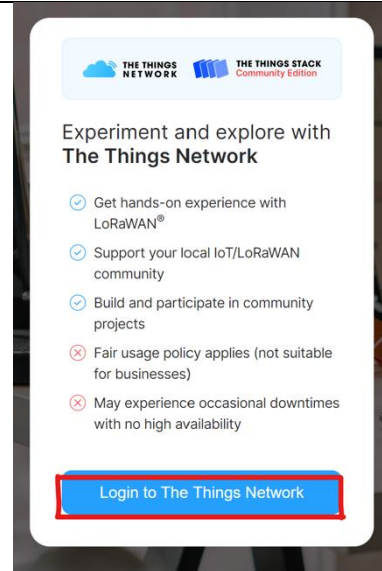 THE THINGS
NETWORK
THE THINGS STACK
Community Edition
Experiment and explore with
The Things Network
Get hands-on experience with
LoRaWAN®
Support your local IoT/LoRaWAN
community
Build and participate in community
projects
Fair usage policy applies (not suitable
for businesses)
May experience occasional downtimes
with no high availability
Login to The Things Network